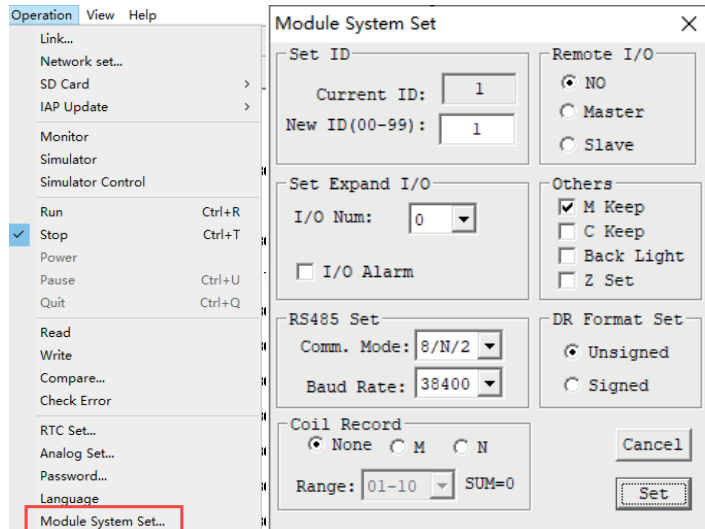 Operation View Help
Link...
Network set...
SD Card
IAP Update
Monitor
Simulator
Simulator Control
Run Ctrl+R
Stop Ctrl+T
Power
Pause Ctrl+U
Quit Ctrl+Q
Read
Write
Compare...
Check Error
RTC Set...
Analog Set...
Password...
Language
Module System Set...
Module System Set
Set ID
Current ID: 1
New ID(00-99): 1
Remote I/O
NO
Master
Slave
Set Expand I/O
I/O Num: 0
I/O Alarm
Others
M Keep
C Keep
Back Light
Z Set
RS485 Set
Comm. Mode: 8/N/2
Baud Rate: 38400
DR Format Set
Unsigned
Signed
Coil Record
None M N
Range: 01-10 SUM=0
Cancel
Set